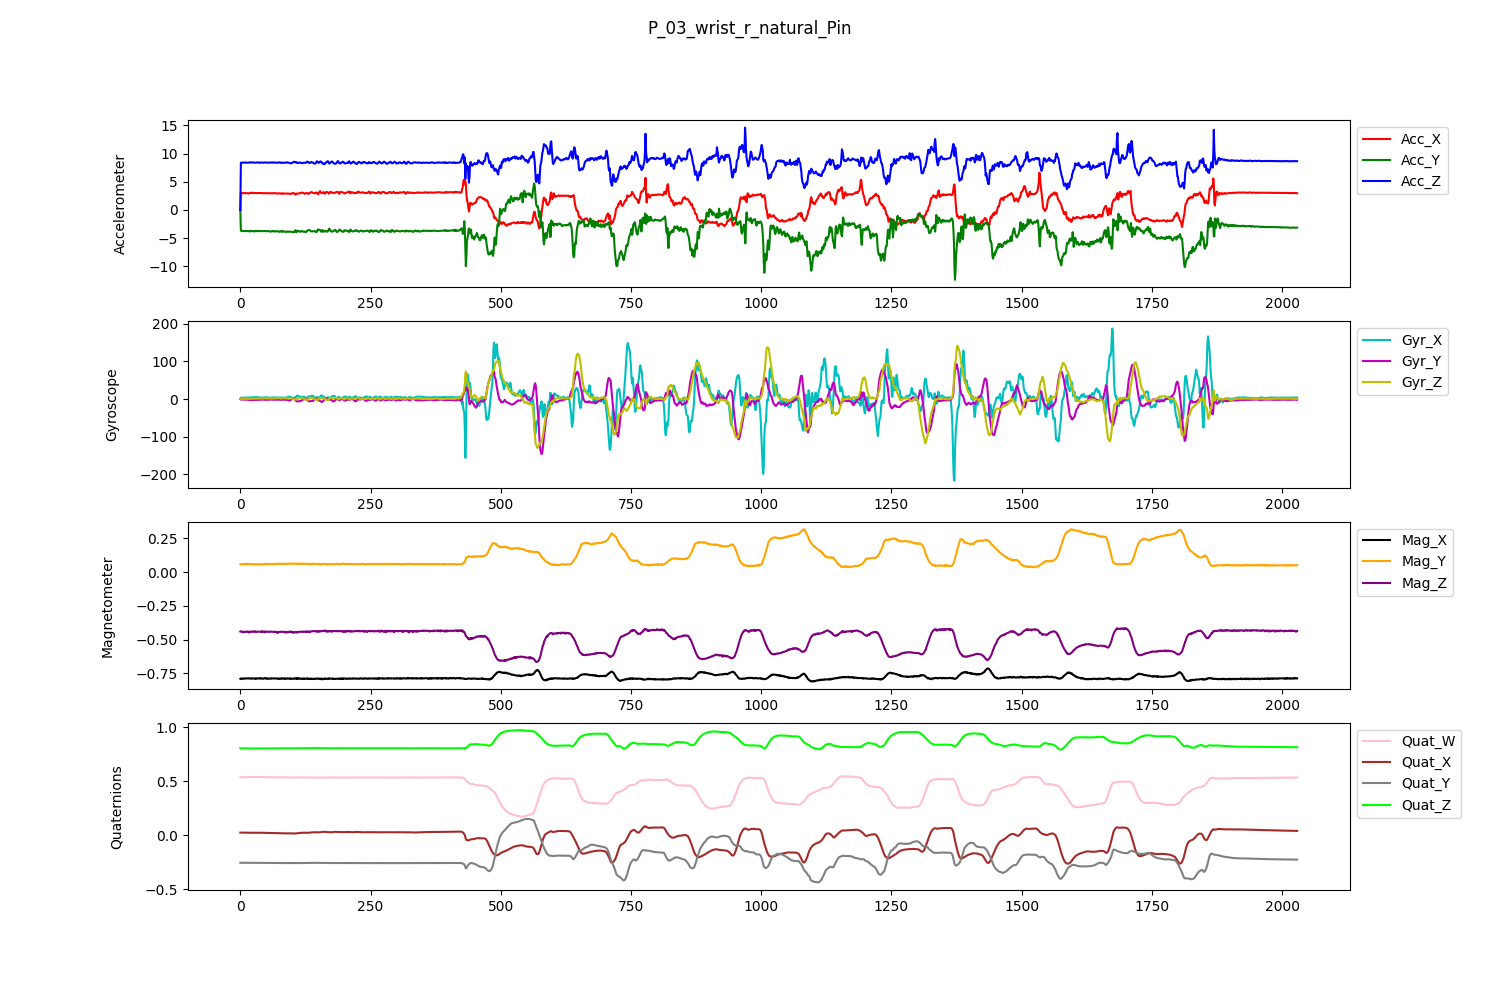 P_03_wrist_r_natural_Pin
15
10
5
0
−5
−10
Accelerometer
0 250 500 750 1000 1250 1500 1750 2000
Acc_X
Acc_Y
Acc_Z
200
100
0
−100
−200
Gyroscope
0 250 500 750 1000 1250 1500 1750 2000
Gyr_X
Gyr_Y
Gyr_Z
0.25
0.00
−0.25
−0.50
−0.75
Magnetometer
0 250 500 750 1000 1250 1500 1750 2000
Mag_X
Mag_Y
Mag_Z
1.0
0.5
0.0
−0.5
Quaternions
0 250 500 750 1000 1250 1500 1750 2000
Quat_W
Quat_X
Quat_Y
Quat_Z